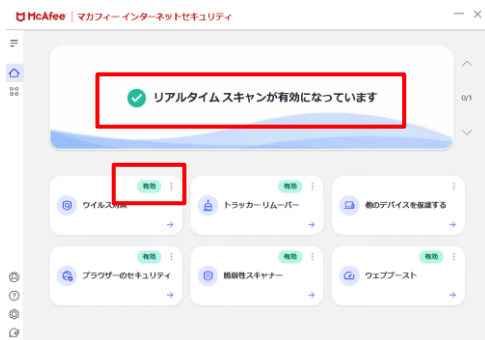 McAfee | マカフィー インターネットセキュリティ
リアルタイム スキャンが有効になっています
0/1
有効
ウイルス対策
有効
トラッカー リムーバー
他のデバイスを保護する
有効
ブラウザーのセキュリティ
有効
脆弱性スキャナー
有効
ウェブブースト